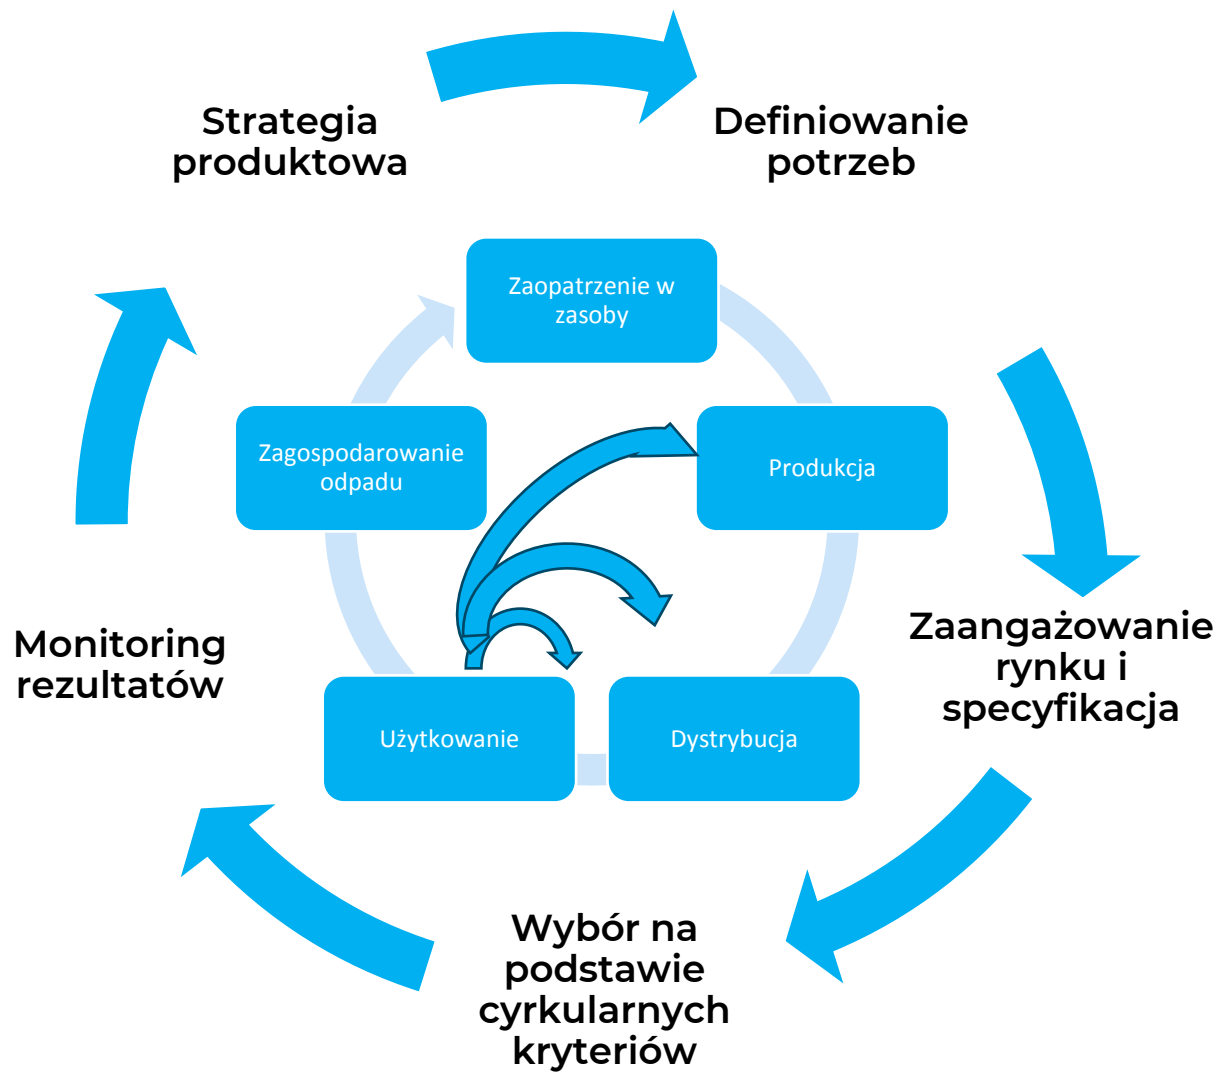 Strategia
produktowa
Definiowanie
potrzeb
Zaopatrzenie w
zasoby
Zagospodarowanie
odpadu
Produkcja
Monitoring
rezultatów
Zaangażowanie
rynku i
specyfikacja
Użytkowanie
Dystrybucja
Wybór na
podstawie
cyrkularnych
kryteriów